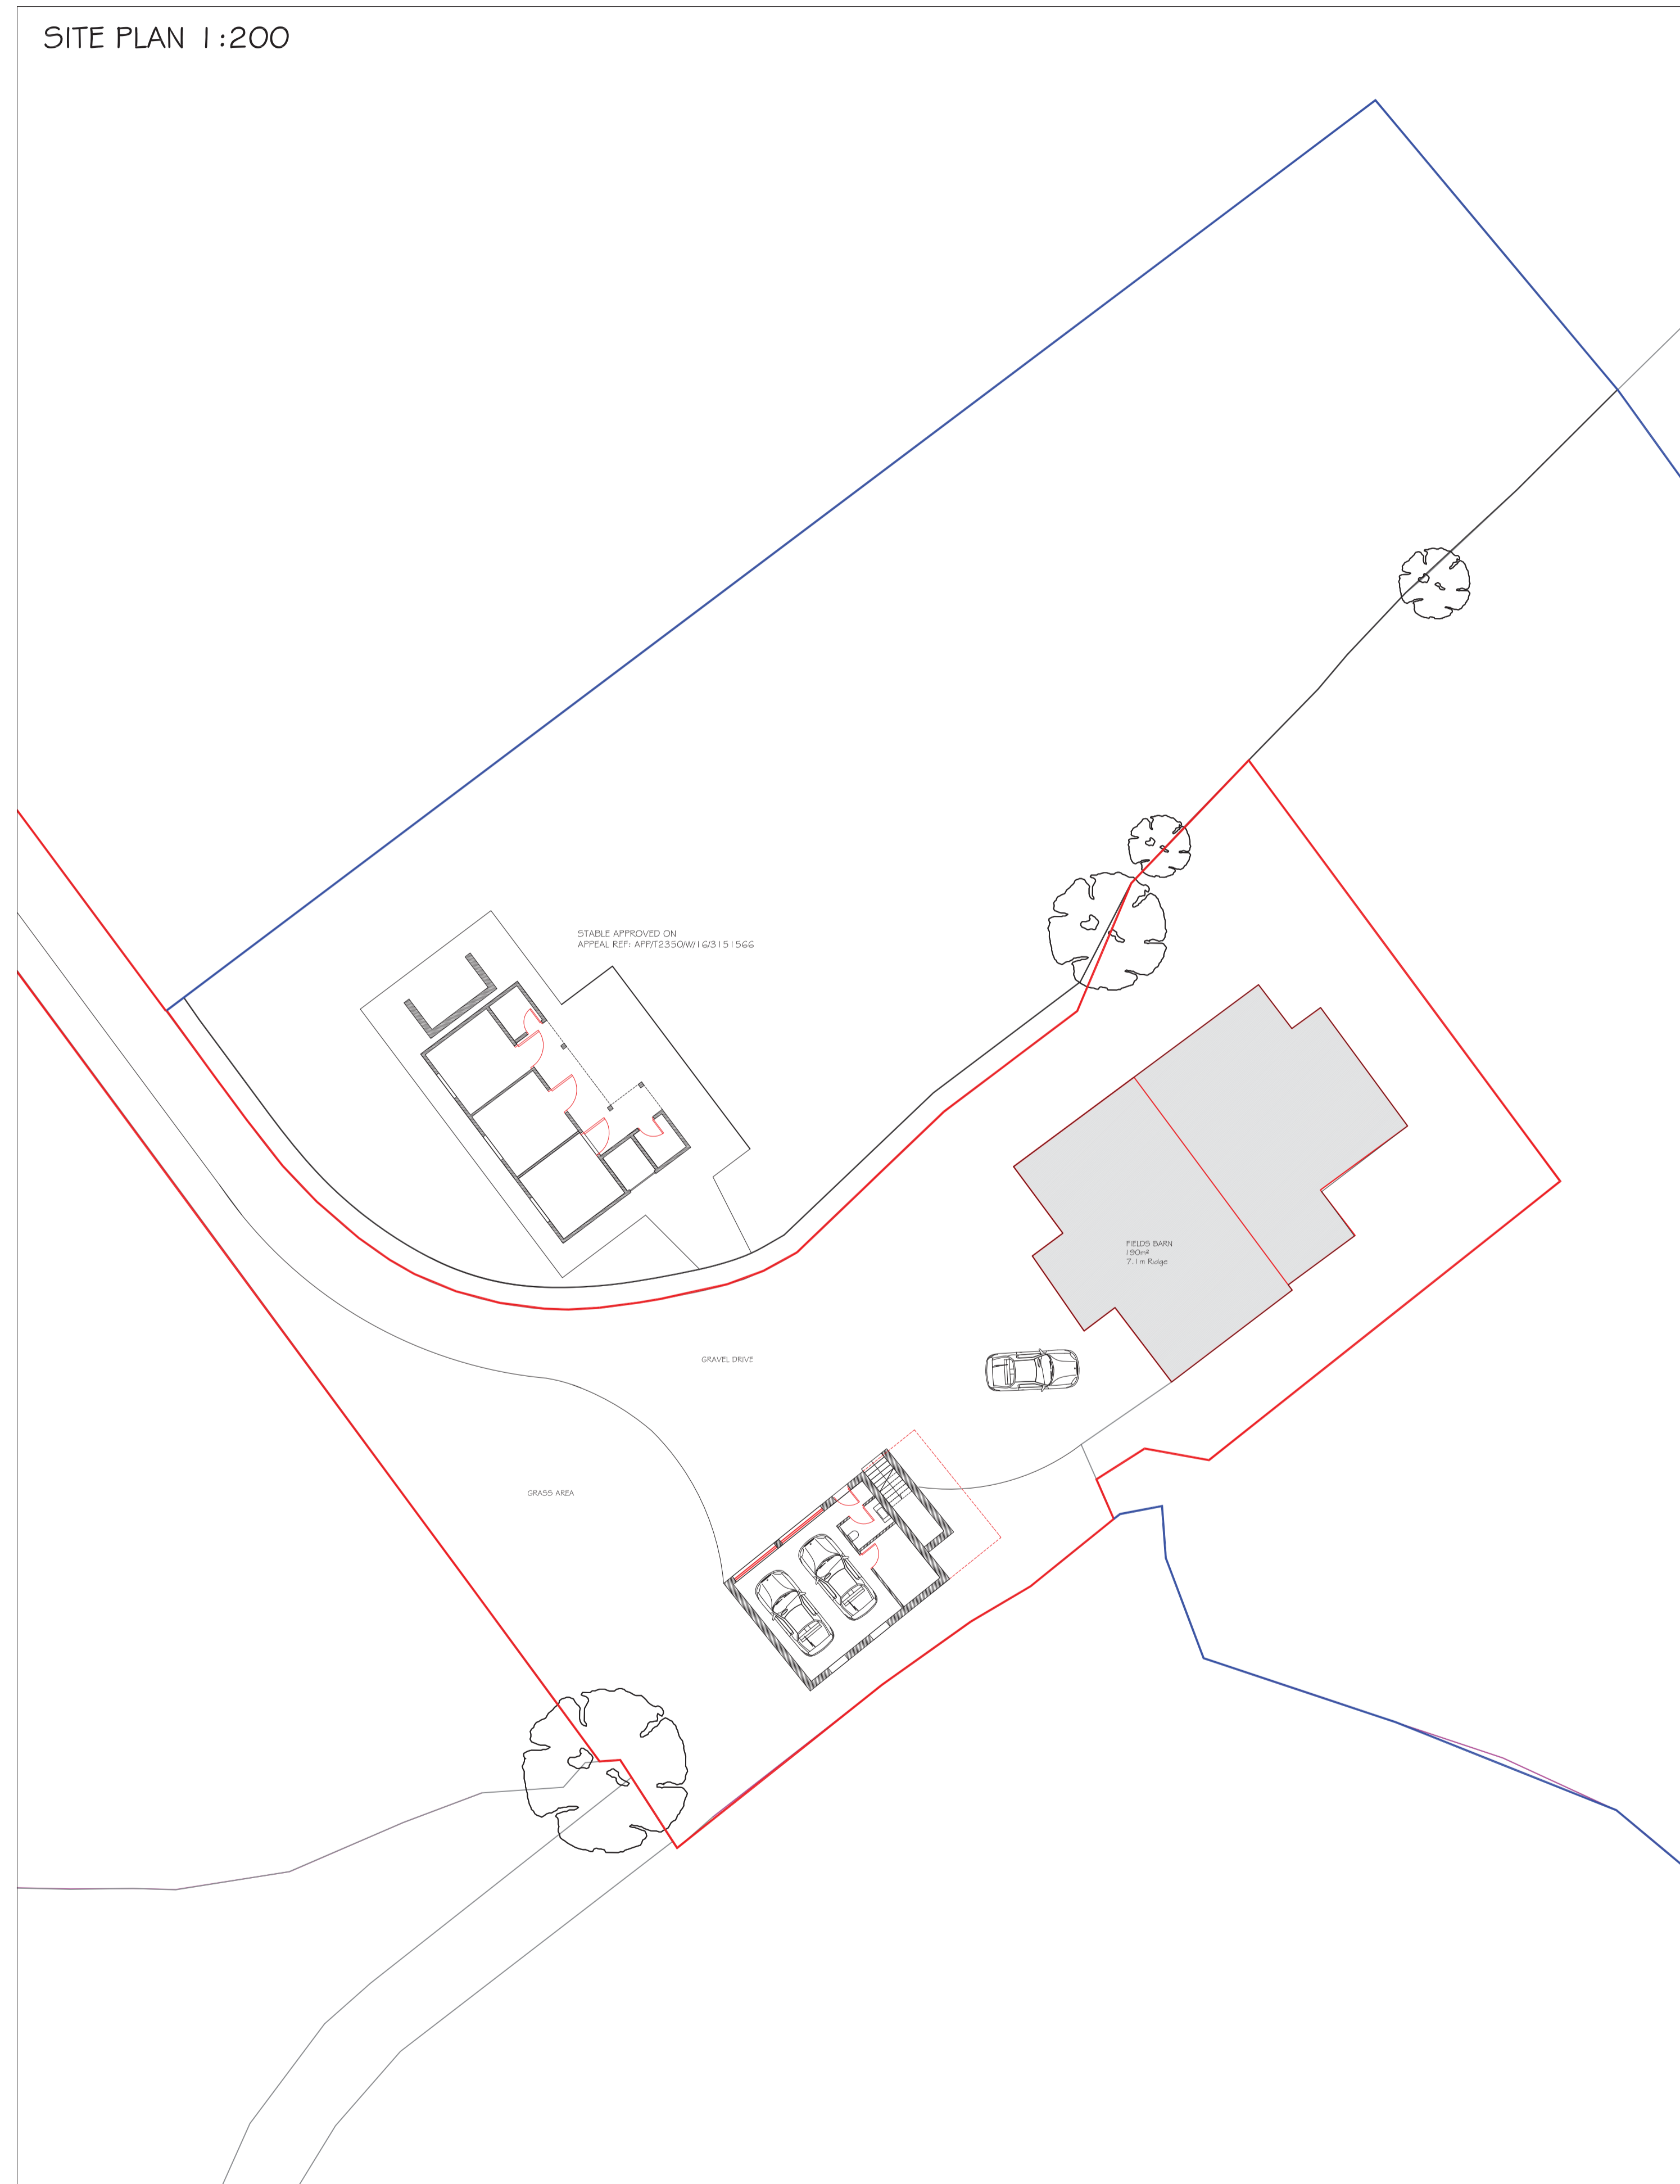 SITE PLAN 1:200
STABLE APPROVED ON
APPEAL REF: APP/T2350/W/16/3151566
FIELDS BARN
190m²
7.1m Ridge
GRAVEL DRIVE
GRASS AREA